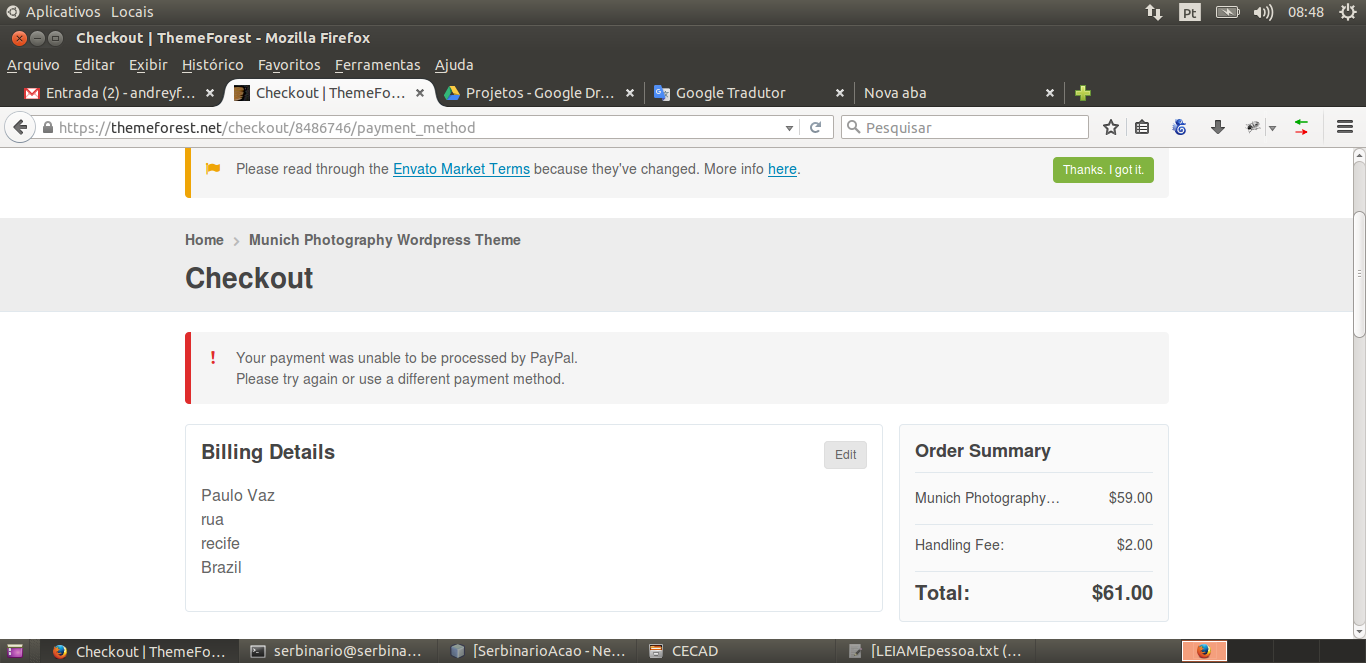 Aplicativos Locais Pt 08:48
Checkout | ThemeForest - Mozilla Firefox
Arquivo Editar Exibir Histórico Favoritos Ferramentas Ajuda
Entrada (2) - andreyf... Checkout | ThemeFo... Projetos - Google Dr... Google Tradutor Nova aba
https://themeforest.net/checkout/8486746/payment_method Pesquisar
Please read through the Envato Market Terms because they've changed. More info here. Thanks. I got it.
Home > Munich Photography Wordpress Theme
Checkout
! Your payment was unable to be processed by PayPal.
Please try again or use a different payment method.
Billing Details Edit
Paulo Vaz
rua
recife
Brazil
Order Summary
Munich Photography... $59.00
Handling Fee: $2.00
Total: $61.00
Checkout | ThemeFo... serbinario@serbina... [SerbinarioAcao - Ne... CECAD [LEIAMEpessoa.txt (...